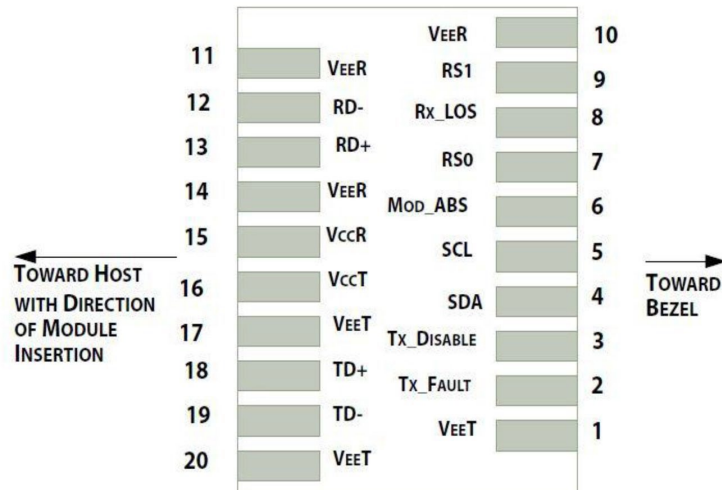 11 VEER
12 RD-
13 RD+
14 VEER
15 VCCR
16 VCCT
17 VEET
18 TD+
19 TD-
20 VEET
VEER 10
RS1 9
RX_LOS 8
RS0 7
MOD_ABS 6
SCL 5
SDA 4
TX_DISABLE 3
TX_FAULT 2
VEET 1
TOWARD HOST
WITH DIRECTION
OF MODULE
INSERTION
TOWARD
BEZEL